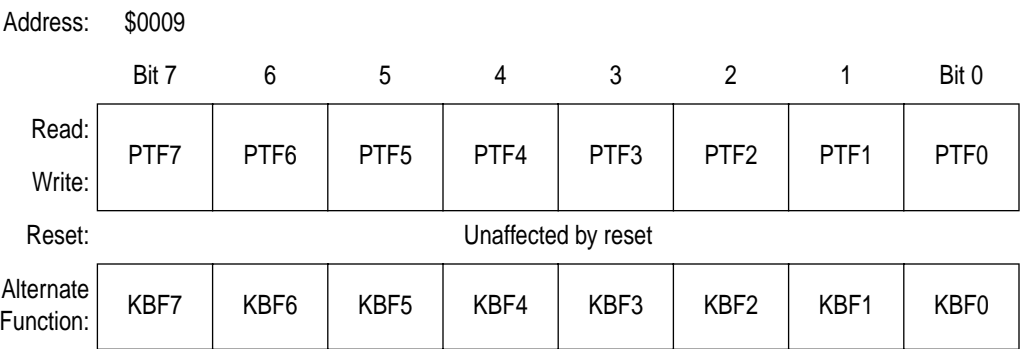 Address: $0009
Bit 7 6 5 4 3 2 1 Bit 0
Read:
PTF7 PTF6 PTF5 PTF4 PTF3 PTF2 PTF1 PTF0
Write:
Reset: Unaffected by reset
Alternate
Function:
KBF7 KBF6 KBF5 KBF4 KBF3 KBF2 KBF1 KBF0